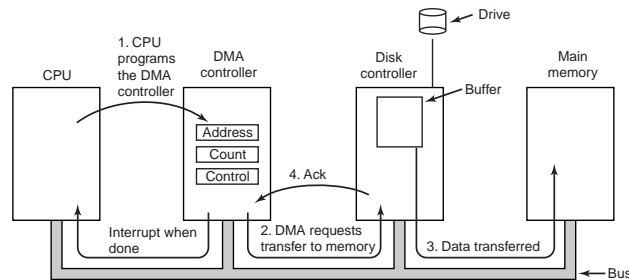 Drive
1. CPU
programs
the DMA
controller
CPU
DMA
controller
Disk
controller
Main
memory
Buffer
Address
Count
Control
4. Ack
Interrupt when
done
2. DMA requests
transfer to memory
3. Data transferred
Bus